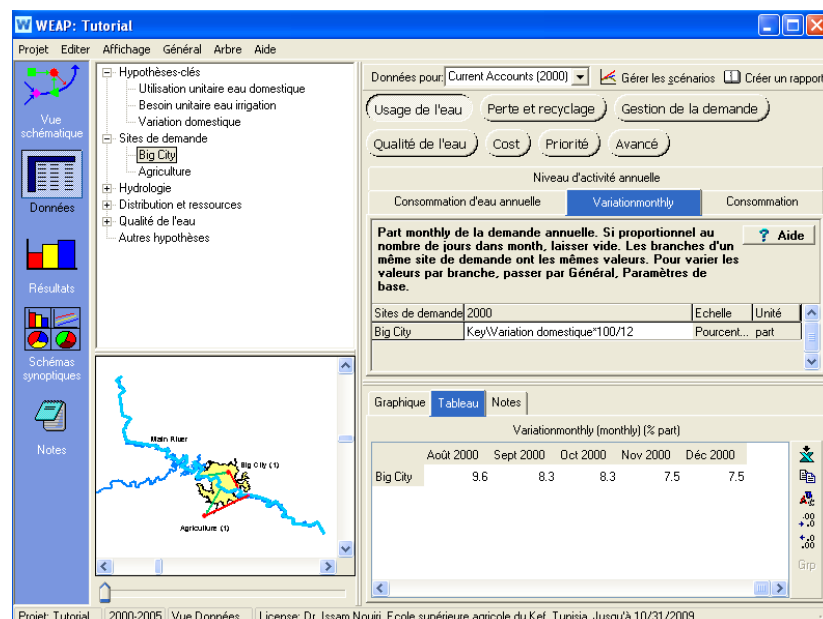 WEAP: Tutorial
Projet Editer Affichage Général Arbre Aide
Vue schématique
Données
Résultats
Schémas synoptiques
Notes
Hypothèses-clés
Utilisation unitaire eau domestique
Besoin unitaire eau irrigation
Variation domestique
Sites de demande
Big City
Agriculture
Hydrologie
Distribution et ressources
Qualité de l'eau
Autres hypothèses
Main River
Big City (1)
Agriculture (1)
Données pour: Current Accounts (2000) Gérer les scénarios Créer un rapport
Usage de l'eau Perte et recyclage Gestion de la demande
Qualité de l'eau Cost Priorité Avancé
Niveau d'activité annuelle
Consommation d'eau annuelle Variationmonthly Consommation
Part monthly de la demande annuelle. Si proportionnel au
nombre de jours dans month, laisser vide. Les branches d'un
même site de demande ont les mêmes valeurs. Pour varier les
valeurs par branche, passer par Général, Paramètres de
base.
? Aide
Sites de demande 2000 Echelle Unité
Big City Key\Variation domestique*100/12 Pourcent... part
Graphique Tableau Notes
Variationmonthly (monthly) (% part)
Août 2000 Sept 2000 Oct 2000 Nov 2000 Déc 2000
Big City 9.6 8.3 8.3 7.5 7.5
Grp
Projet: Tutorial 2000-2005 Vue Données License: Dr. Issam Nouiri, Ecole supérieure agricole du Kef, Tunisia, Jusqu'à 10/31/2009